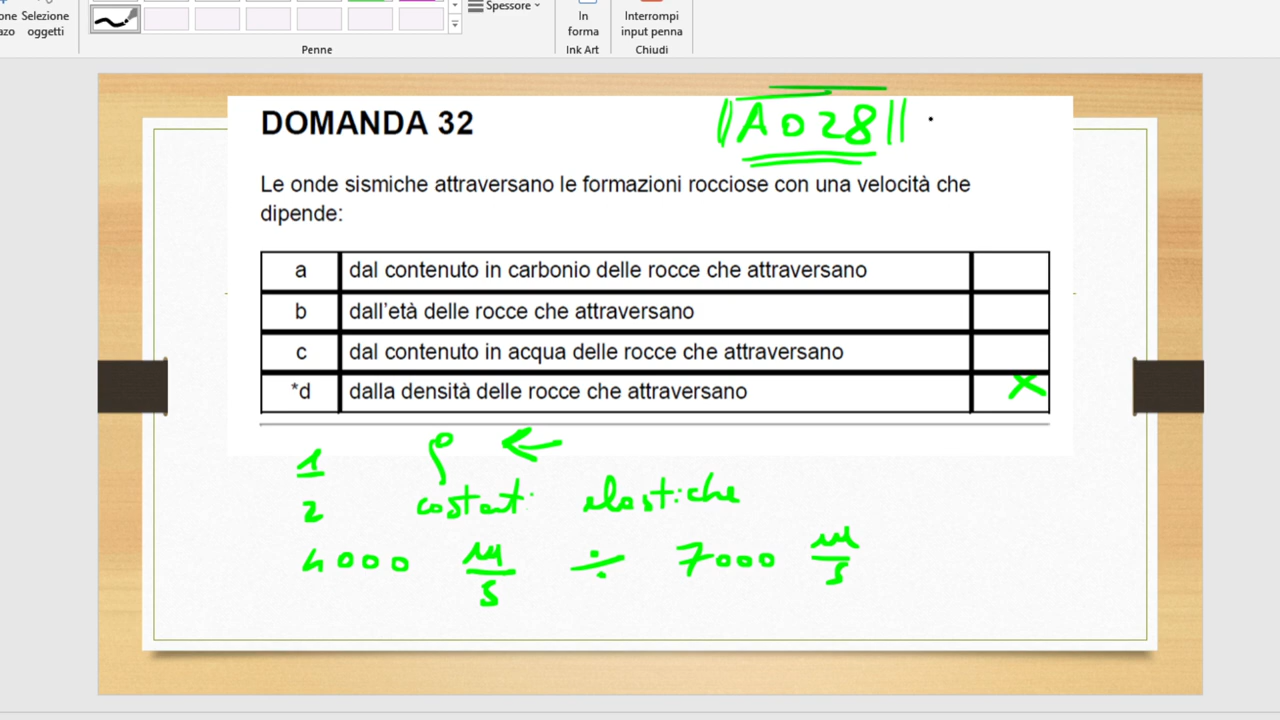 one Selezione
azo oggetti
Penne
Spessore
In
forma
Ink Art
Interrompi
input penna
Chiudi
DOMANDA 32
||A028||
Le onde sismiche attraversano le formazioni rocciose con una velocità che
dipende:
a dal contenuto in carbonio delle rocce che attraversano
b dall'età delle rocce che attraversano
c dal contenuto in acqua delle rocce che attraversano
*d dalla densità delle rocce che attraversano X
1 ρ ←
2 costanti elastiche
4000 m/s ÷ 7000 m/s